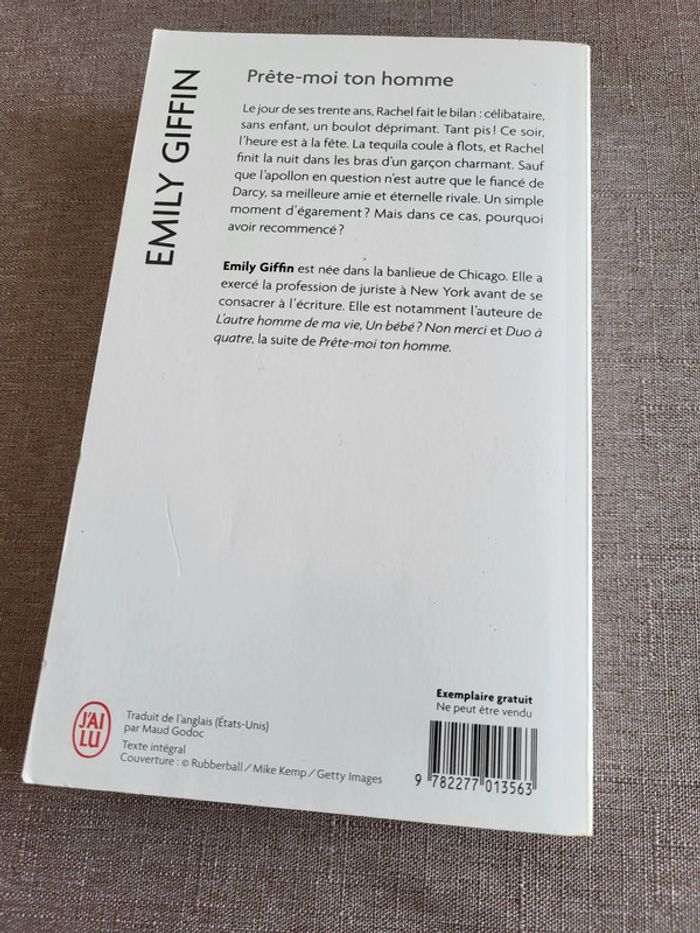 EMILY GIFFIN
Prête-moi ton homme
Le jour de ses trente ans, Rachel fait le bilan : célibataire,
sans enfant, un boulot déprimant. Tant pis ! Ce soir,
l'heure est à la fête. La tequila coule à flots, et Rachel
finit la nuit dans les bras d'un garçon charmant. Sauf
que l'apollon en question n'est autre que le fiancé de
Darcy, sa meilleure amie et éternelle rivale. Un simple
moment d'égarement ? Mais dans ce cas, pourquoi
avoir recommencé ?
Emily Giffin est née dans la banlieue de Chicago. Elle a
exercé la profession de juriste à New York avant de se
consacrer à l'écriture. Elle est notamment l'auteure de
L'autre homme de ma vie, Un bébé ? Non merci et Duo à
quatre, la suite de Prête-moi ton homme.
J'AI
LU
Traduit de l'anglais (États-Unis)
par Maud Godoc
Texte intégral
Couverture : © Rubberball / Mike Kemp / Getty Images
Exemplaire gratuit
Ne peut être vendu
9 782277 013563